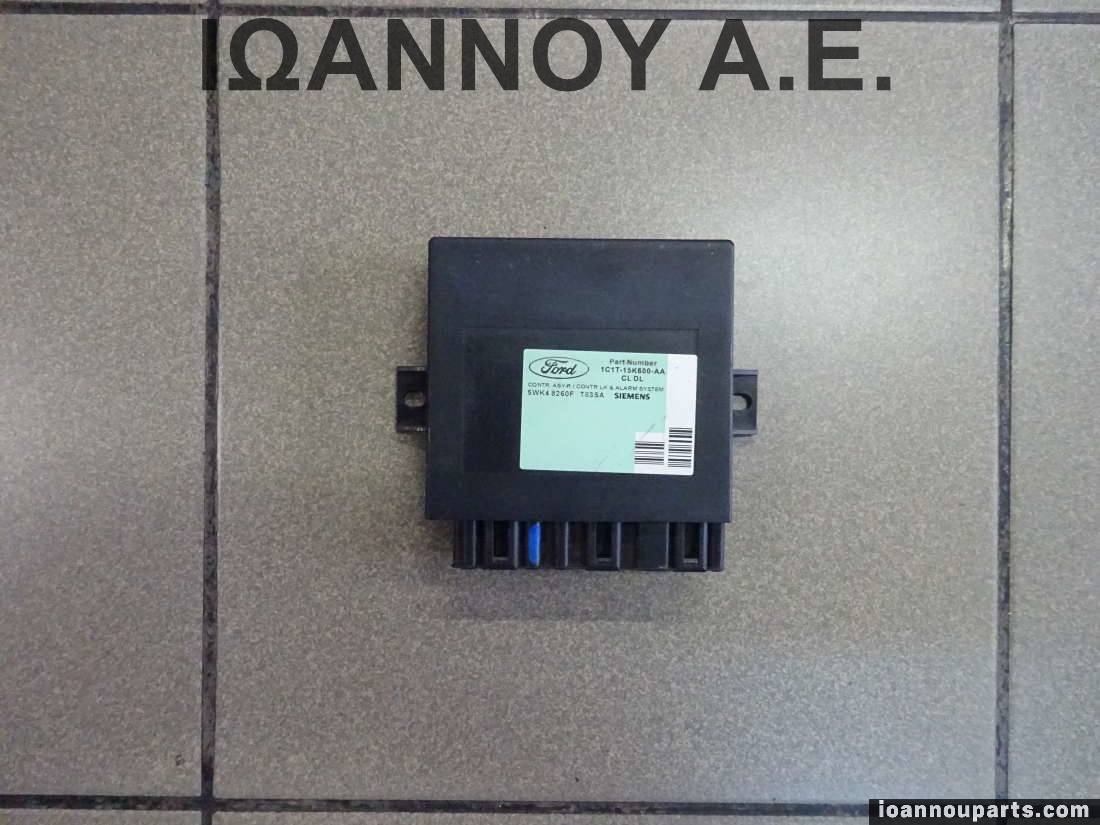 ΙΩΑΝΝΟΥ Α.Ε.
Ford
Part Number
1C1T-15K600-AA
CL DL
CONTR. ASY-R / CONTR LK & ALARM SYSTEM
5WK4 8260F T83SA SIEMENS
ioannouparts.com